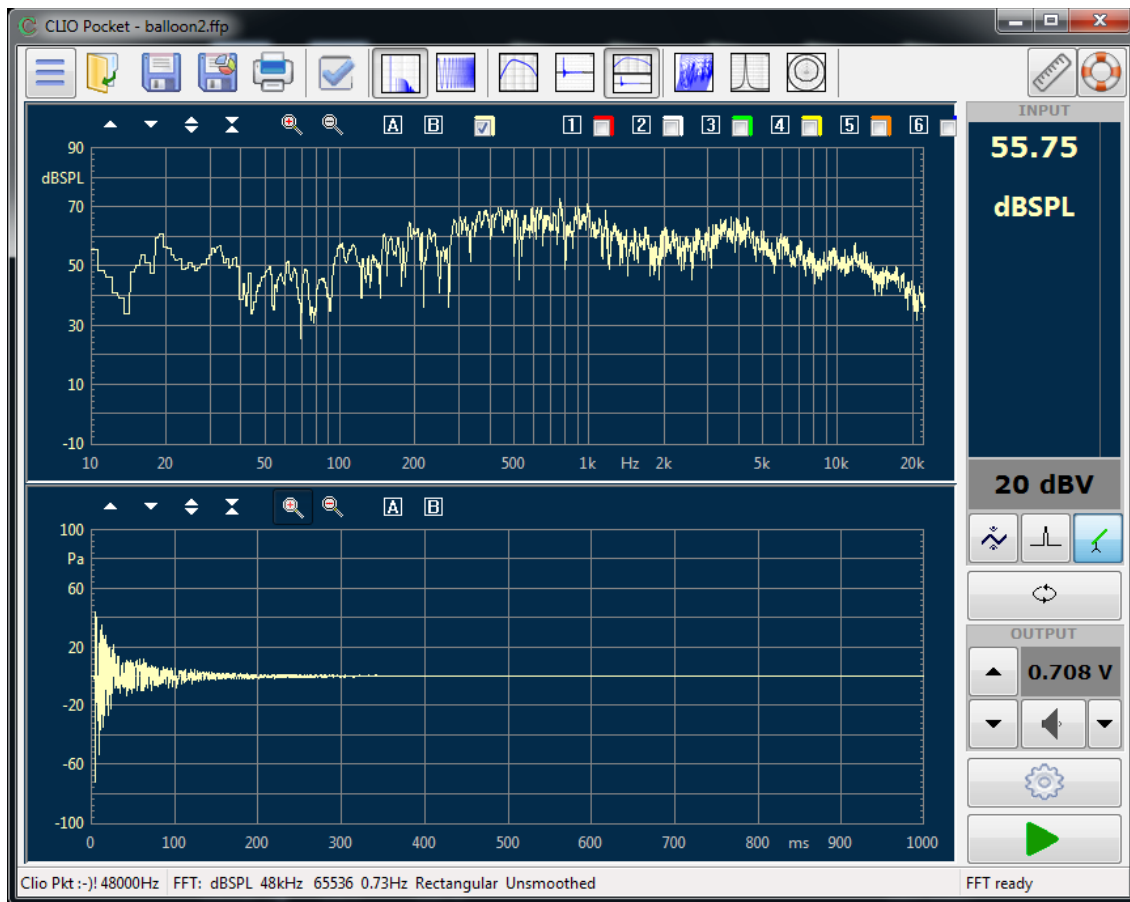 CLIO Pocket - balloon2.ffp
INPUT
55.75
dBSPL
20 dBV
OUTPUT
0.708 V
A B 1 2 3 4 5 6
90
dBSPL
70
50
30
10
-10
10 20 50 100 200 500 1k Hz 2k 5k 10k 20k
A B
100
Pa
60
20
-20
-60
-100
0 100 200 300 400 500 600 700 800 ms 900 1000
Clio Pkt :-)! 48000Hz FFT: dBSPL 48kHz 65536 0.73Hz Rectangular Unsmoothed FFT ready